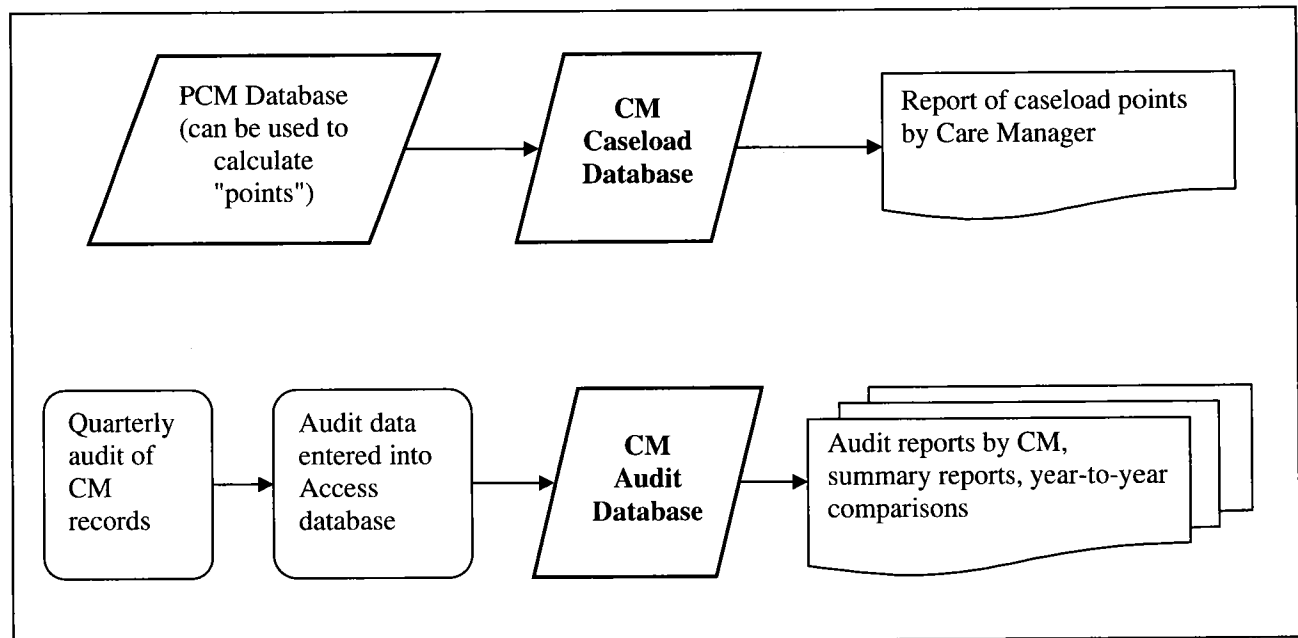 PCM Database
(can be used to
calculate
"points")
CM
Caseload
Database
Report of caseload points
by Care Manager
Quarterly
audit of
CM
records
Audit data
entered into
Access
database
CM
Audit
Database
Audit reports by CM,
summary reports, year-to-year
comparisons